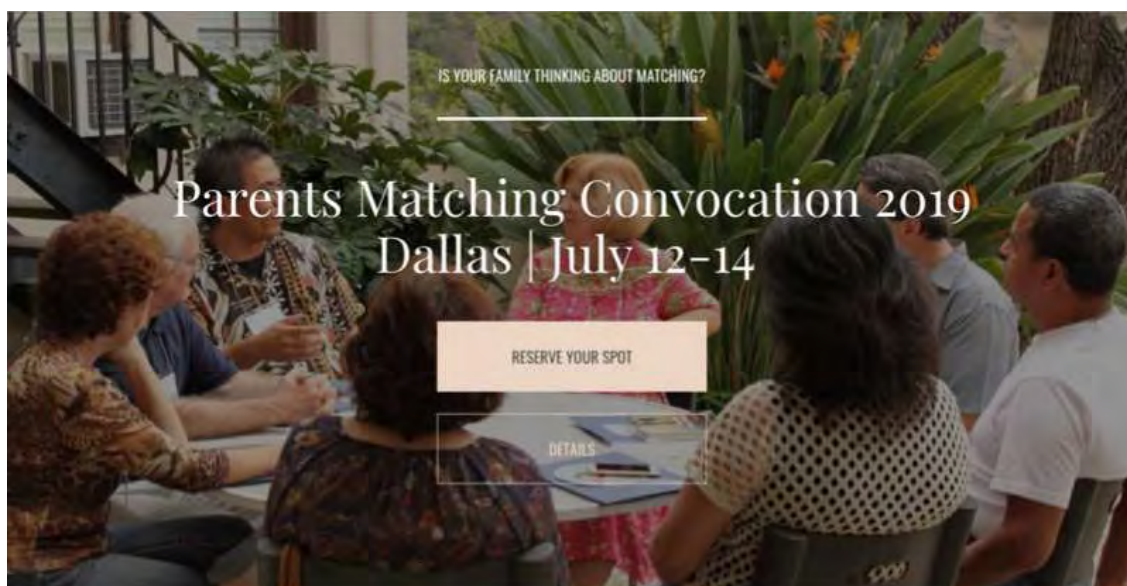 IS YOUR FAMILY THINKING ABOUT MATCHING?
Parents Matching Convocation 2019
Dallas | July 12-14
RESERVE YOUR SPOT
DETAILS